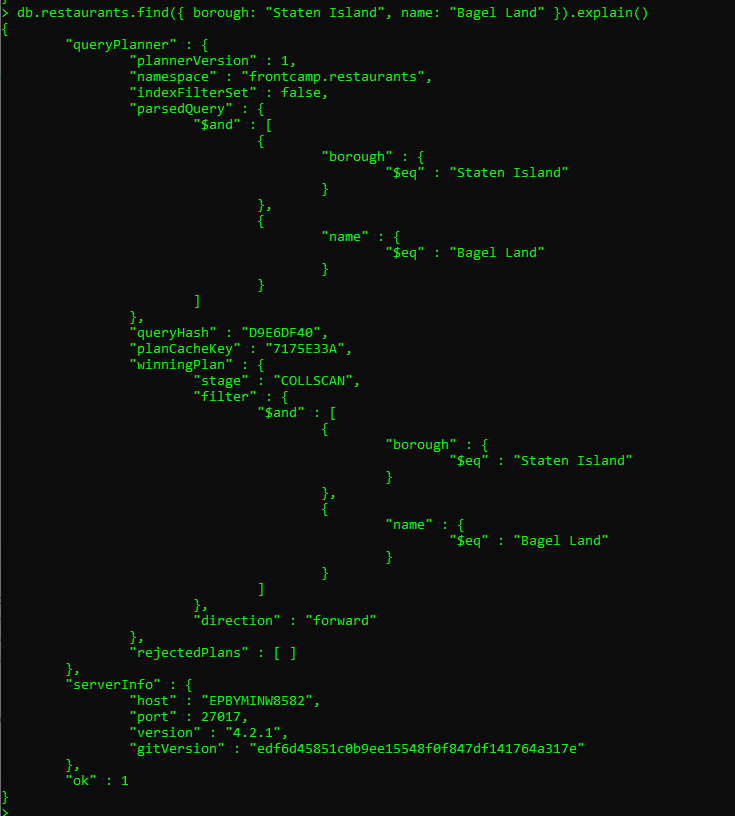 > db.restaurants.find({ borough: "Staten Island", name: "Bagel Land" }).explain()
{
        "queryPlanner" : {
                "plannerVersion" : 1,
                "namespace" : "frontcamp.restaurants",
                "indexFilterSet" : false,
                "parsedQuery" : {
                        "$and" : [
                                {
                                        "borough" : {
                                                "$eq" : "Staten Island"
                                        }
                                },
                                {
                                        "name" : {
                                                "$eq" : "Bagel Land"
                                        }
                                }
                        ]
                },
                "queryHash" : "D9E6DF40",
                "planCacheKey" : "7175E33A",
                "winningPlan" : {
                        "stage" : "COLLSCAN",
                        "filter" : {
                                "$and" : [
                                        {
                                                "borough" : {
                                                        "$eq" : "Staten Island"
                                                }
                                        },
                                        {
                                                "name" : {
                                                        "$eq" : "Bagel Land"
                                                }
                                        }
                                ]
                        },
                        "direction" : "forward"
                },
                "rejectedPlans" : [ ]
        },
        "serverInfo" : {
                "host" : "EPBYMINW8582",
                "port" : 27017,
                "version" : "4.2.1",
                "gitVersion" : "edf6d45851c0b9ee15548f0f847df141764a317e"
        },
        "ok" : 1
}
>